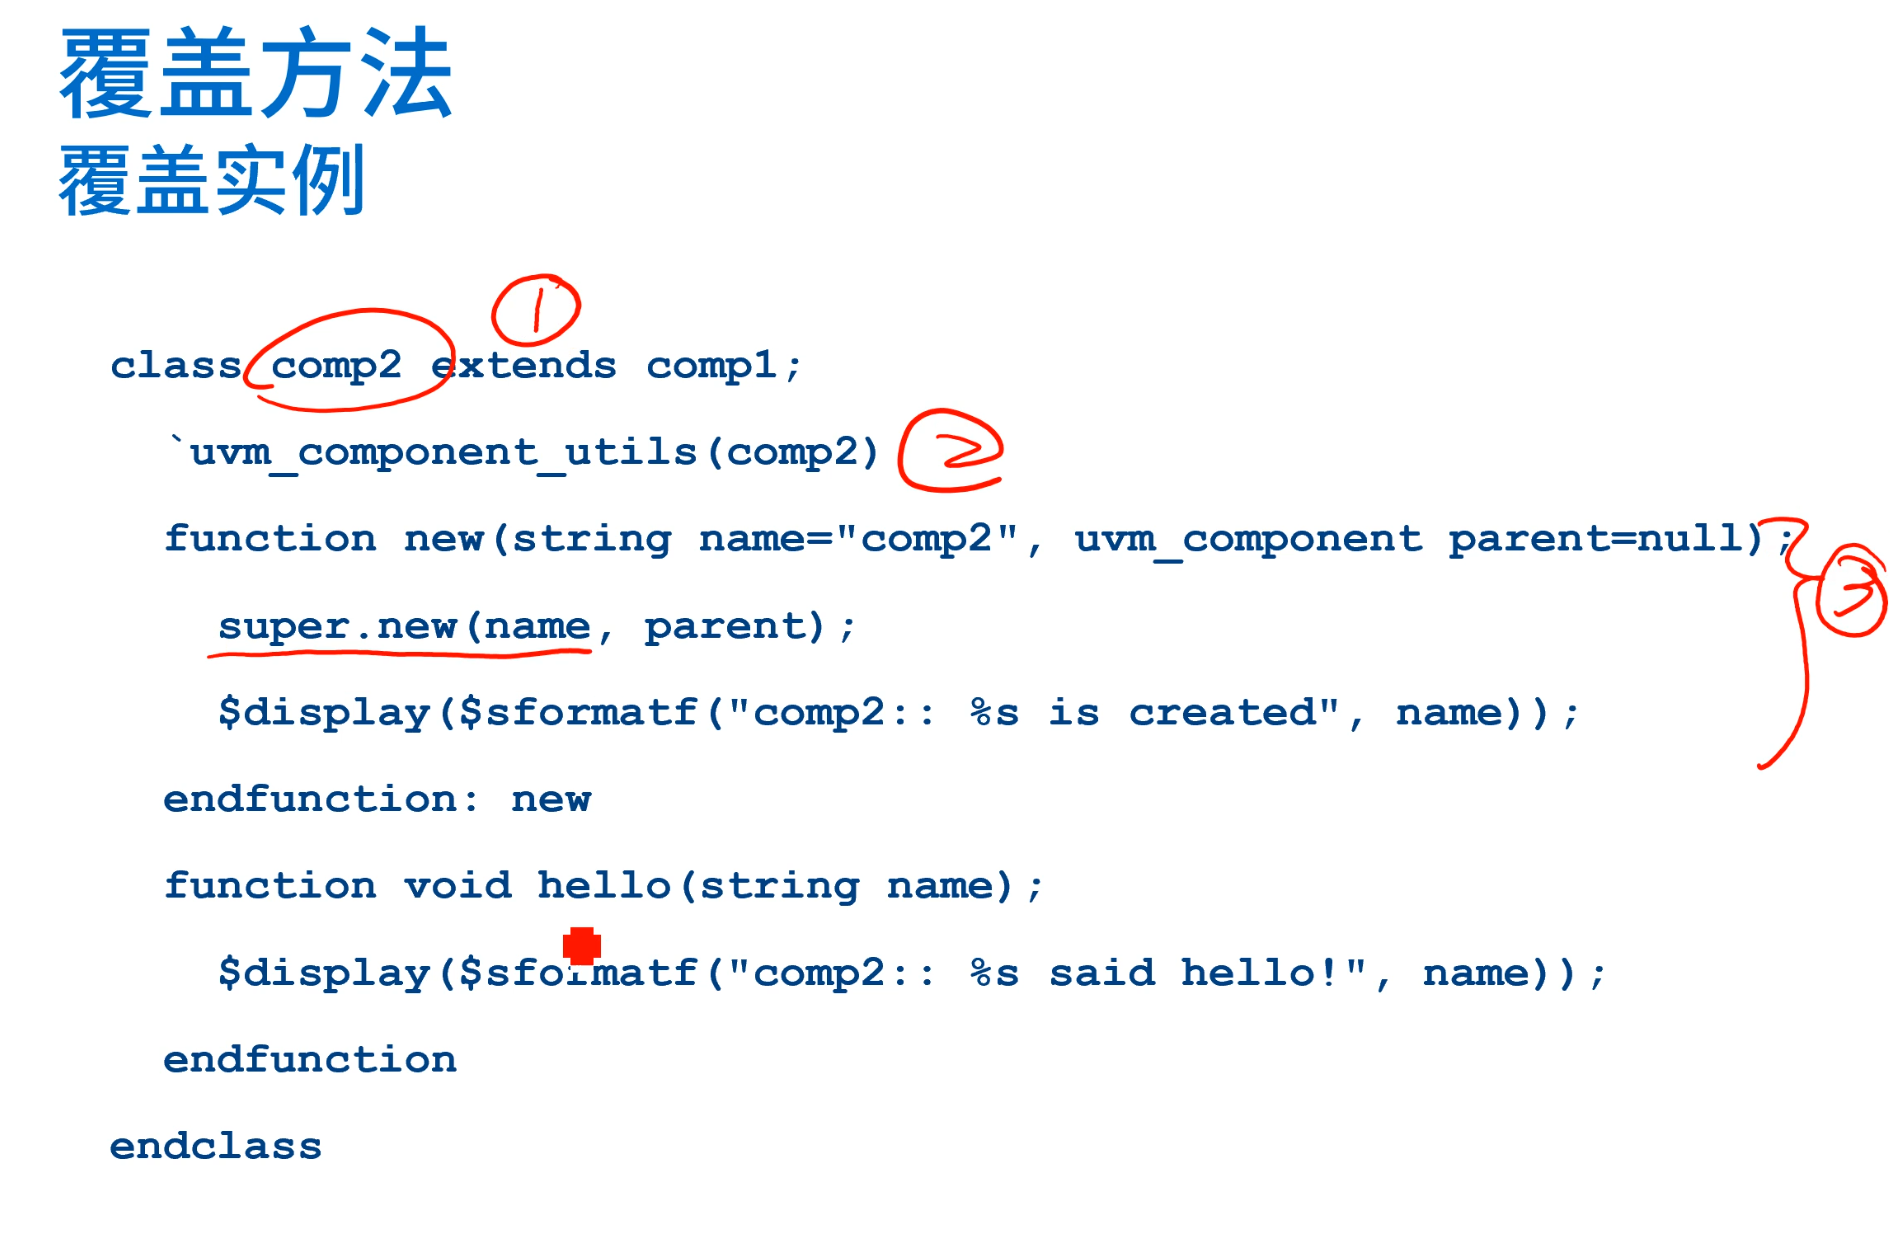 覆盖方法
覆盖实例
1
class comp2 extends comp1;
`uvm_component_utils(comp2) 2
function new(string name="comp2", uvm_component parent=null);
3
super.new(name, parent);
$display($sformatf("comp2:: %s is created", name));
endfunction: new
function void hello(string name);
$display($sformatf("comp2:: %s said hello!", name));
endfunction
endclass